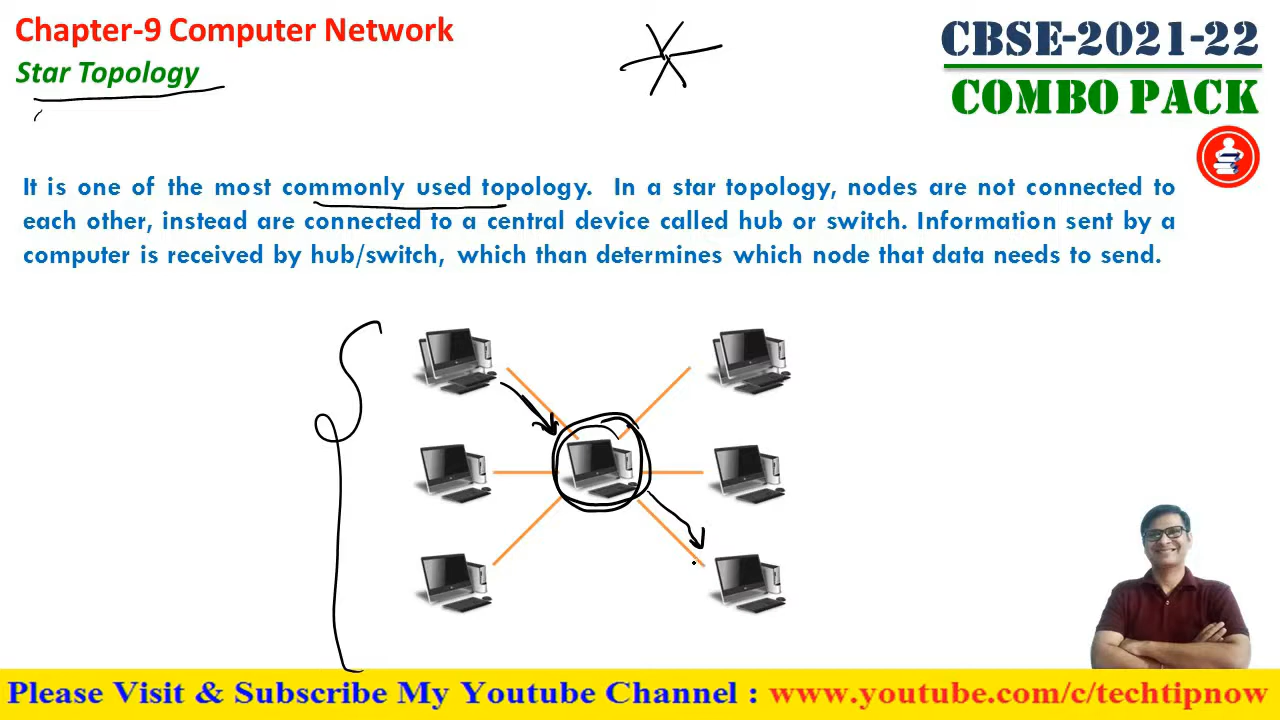 Chapter-9 Computer Network
Star Topology
CBSE-2021-22
COMBO PACK
It is one of the most commonly used topology. In a star topology, nodes are not connected to
each other, instead are connected to a central device called hub or switch. Information sent by a
computer is received by hub/switch, which than determines which node that data needs to send.
Please Visit & Subscribe My Youtube Channel : www.youtube.com/c/techtipnow